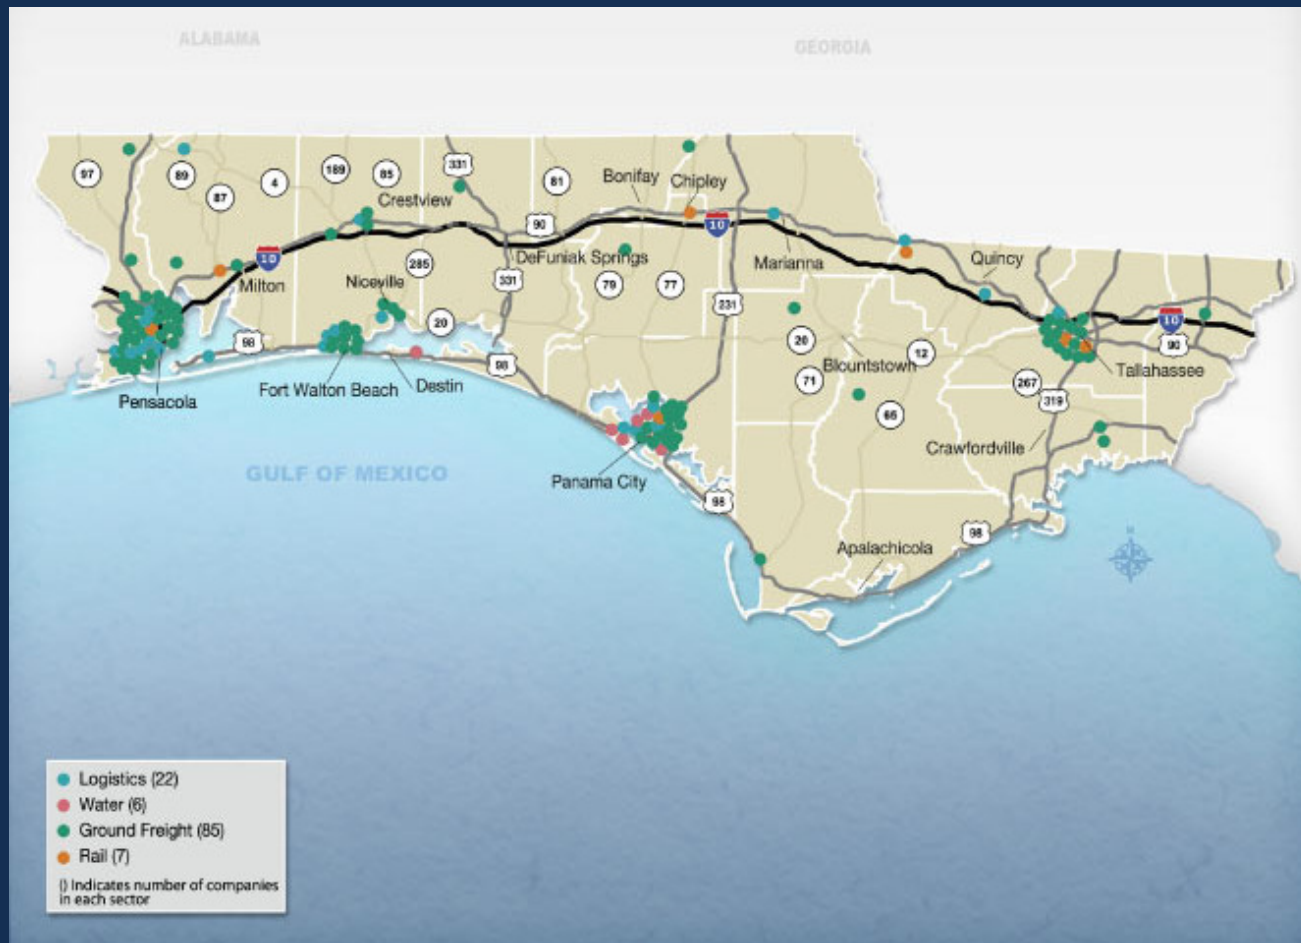 ALABAMA
GEORGIA
97
89
87
4
189
85
Crestview
331
81
Bonifay
Chipley
90
10
10
Milton
285
Niceville
DeFuniak Springs
331
79
77
231
Marianna
Quincy
20
98
Fort Walton Beach
Destin
98
Pensacola
20
71
Blountstown
12
65
267
319
10
90
Tallahassee
Crawfordville
GULF OF MEXICO
Panama City
98
Apalachicola
98
N
Logistics (22)
Water (6)
Ground Freight (85)
Rail (7)
() Indicates number of companies
in each sector